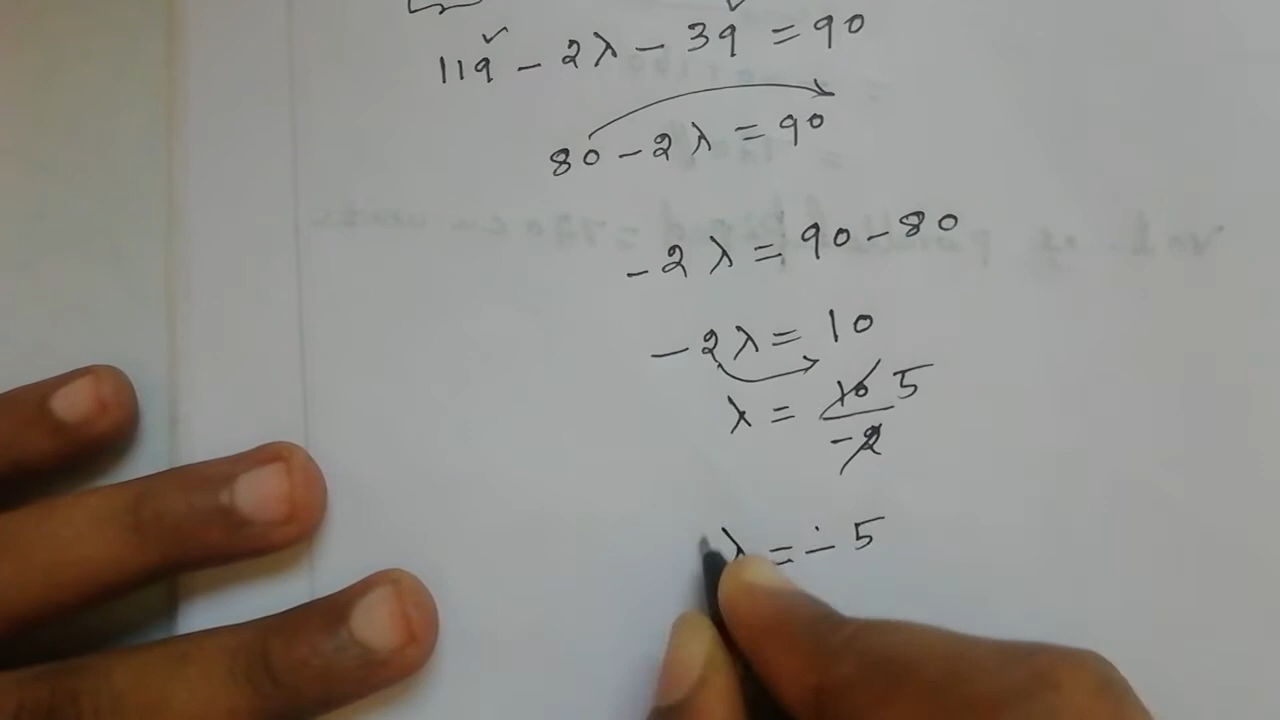 119 - 2λ - 39 = 90
80 - 2λ = 90
-2λ = 90 - 80
-2λ = 10
λ = 10/-2 5
λ = -5